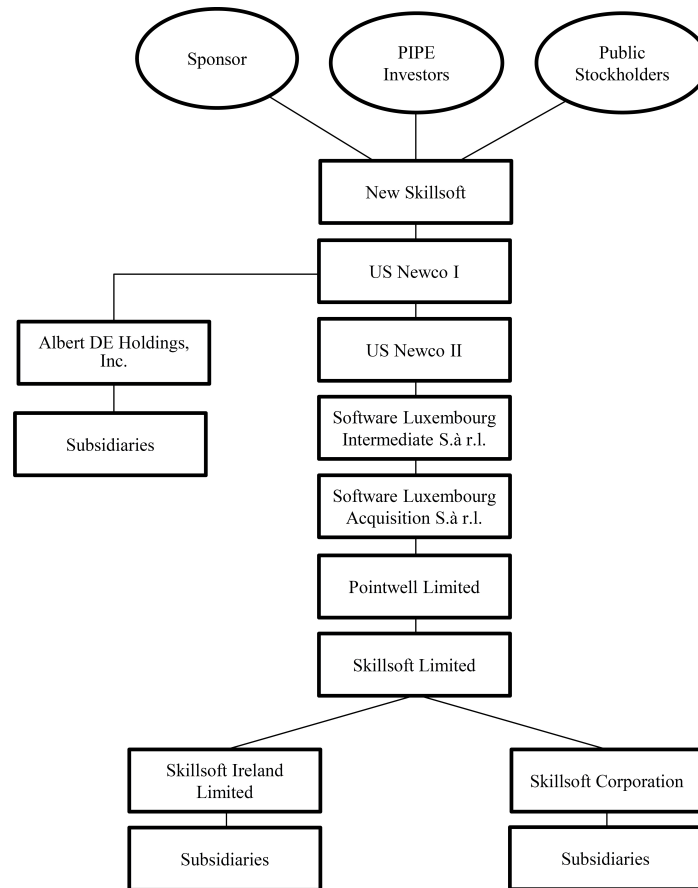 Sponsor
PIPE
Investors
Public
Stockholders
New Skillsoft
US Newco I
Albert DE Holdings,
Inc.
US Newco II
Subsidiaries
Software Luxembourg
Intermediate S.à r.l.
Software Luxembourg
Acquisition S.à r.l.
Pointwell Limited
Skillsoft Limited
Skillsoft Ireland
Limited
Skillsoft Corporation
Subsidiaries
Subsidiaries